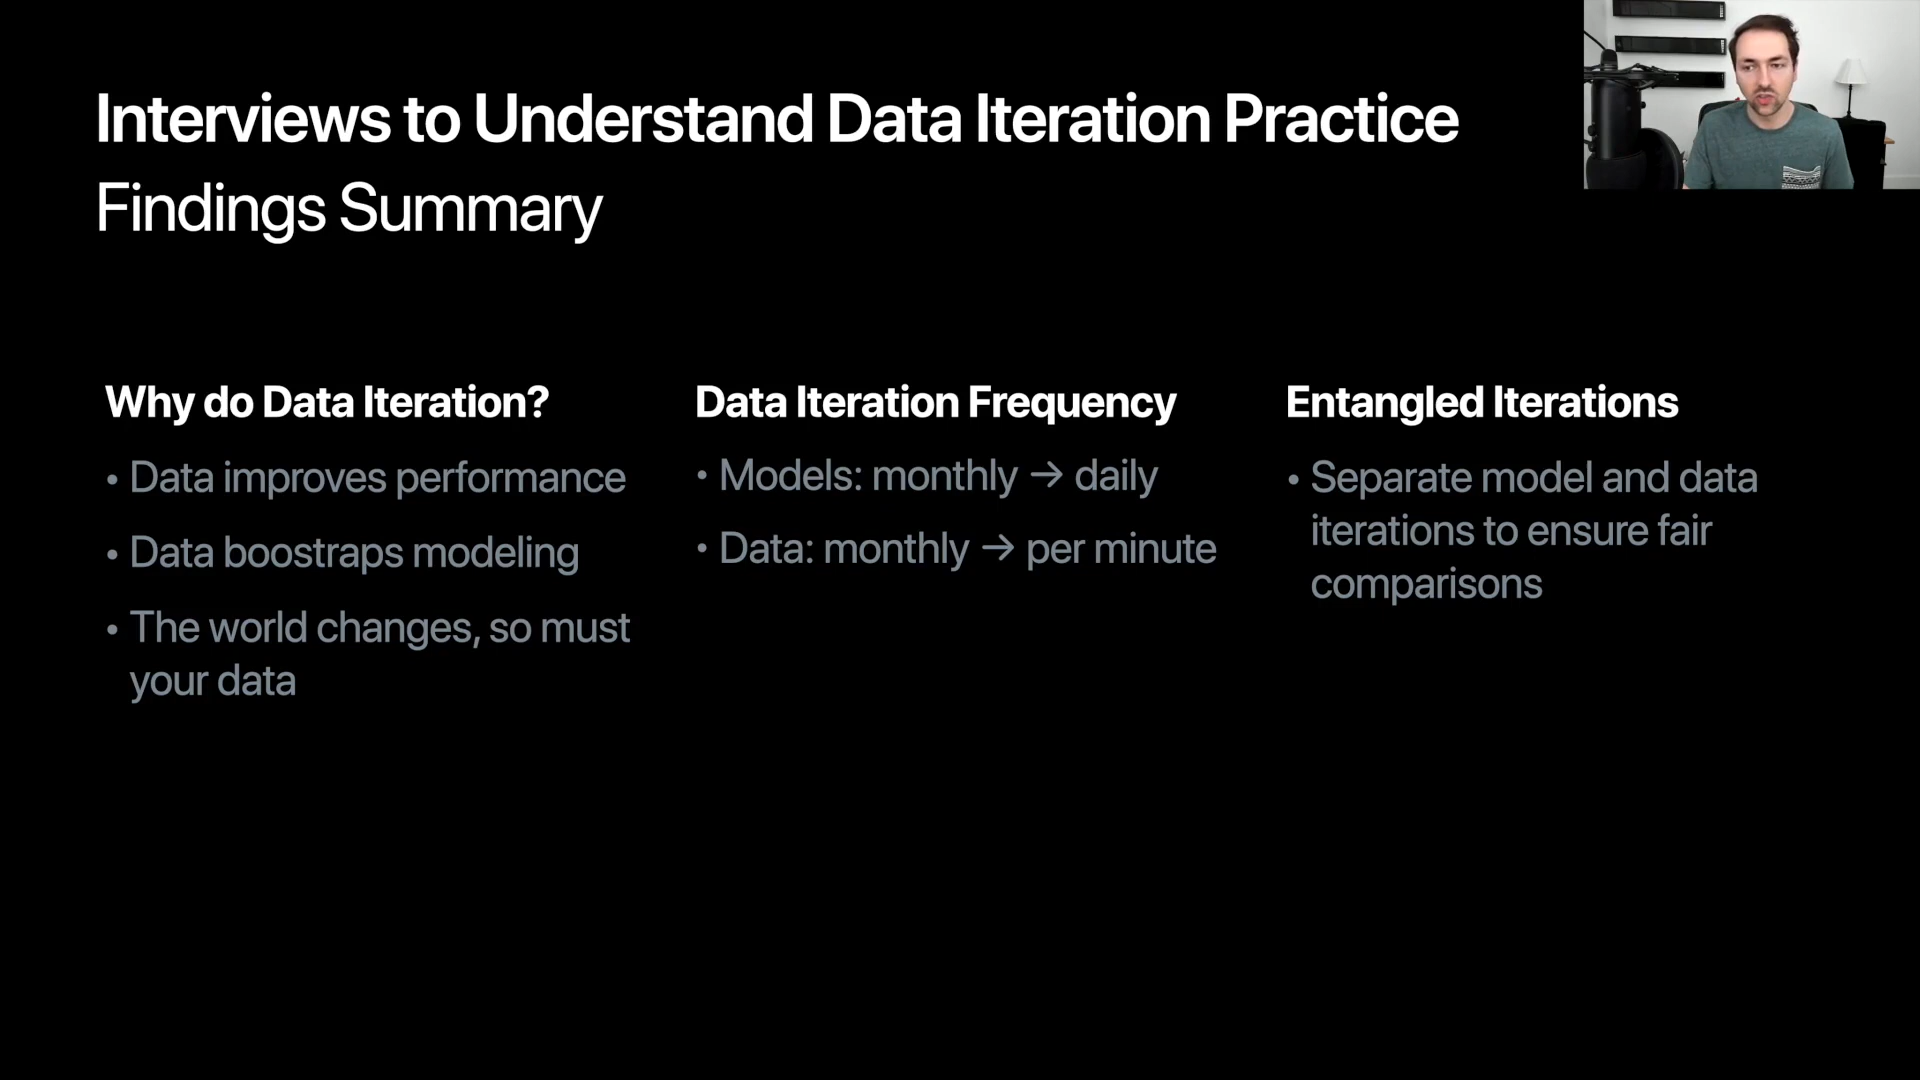 Interviews to Understand Data Iteration Practice
Findings Summary
Why do Data Iteration?
• Data improves performance
• Data boostraps modeling
• The world changes, so must
your data
Data Iteration Frequency
• Models: monthly → daily
• Data: monthly → per minute
Entangled Iterations
• Separate model and data
iterations to ensure fair
comparisons